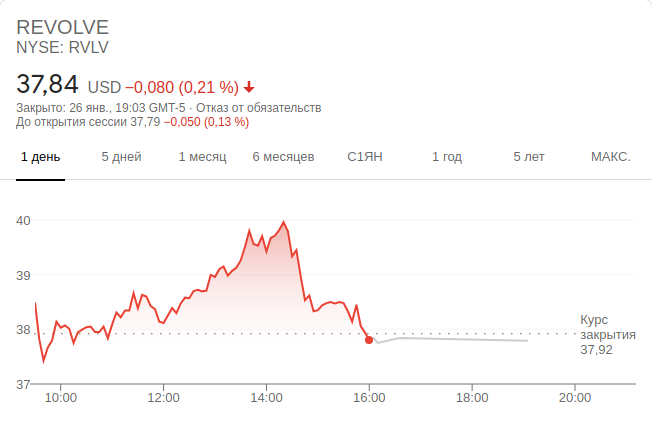 REVOLVE
NYSE: RVLV
37,84 USD −0,080 (0,21 %)
Закрыто: 26 янв., 19:03 GMT-5 · Отказ от обязательств
До открытия сессии 37,79 −0,050 (0,13 %)
1 день 5 дней 1 месяц 6 месяцев С1ЯН 1 год 5 лет МАКС.
40
39
38
37
Курс
закрытия
37,92
10:00 12:00 14:00 16:00 18:00 20:00